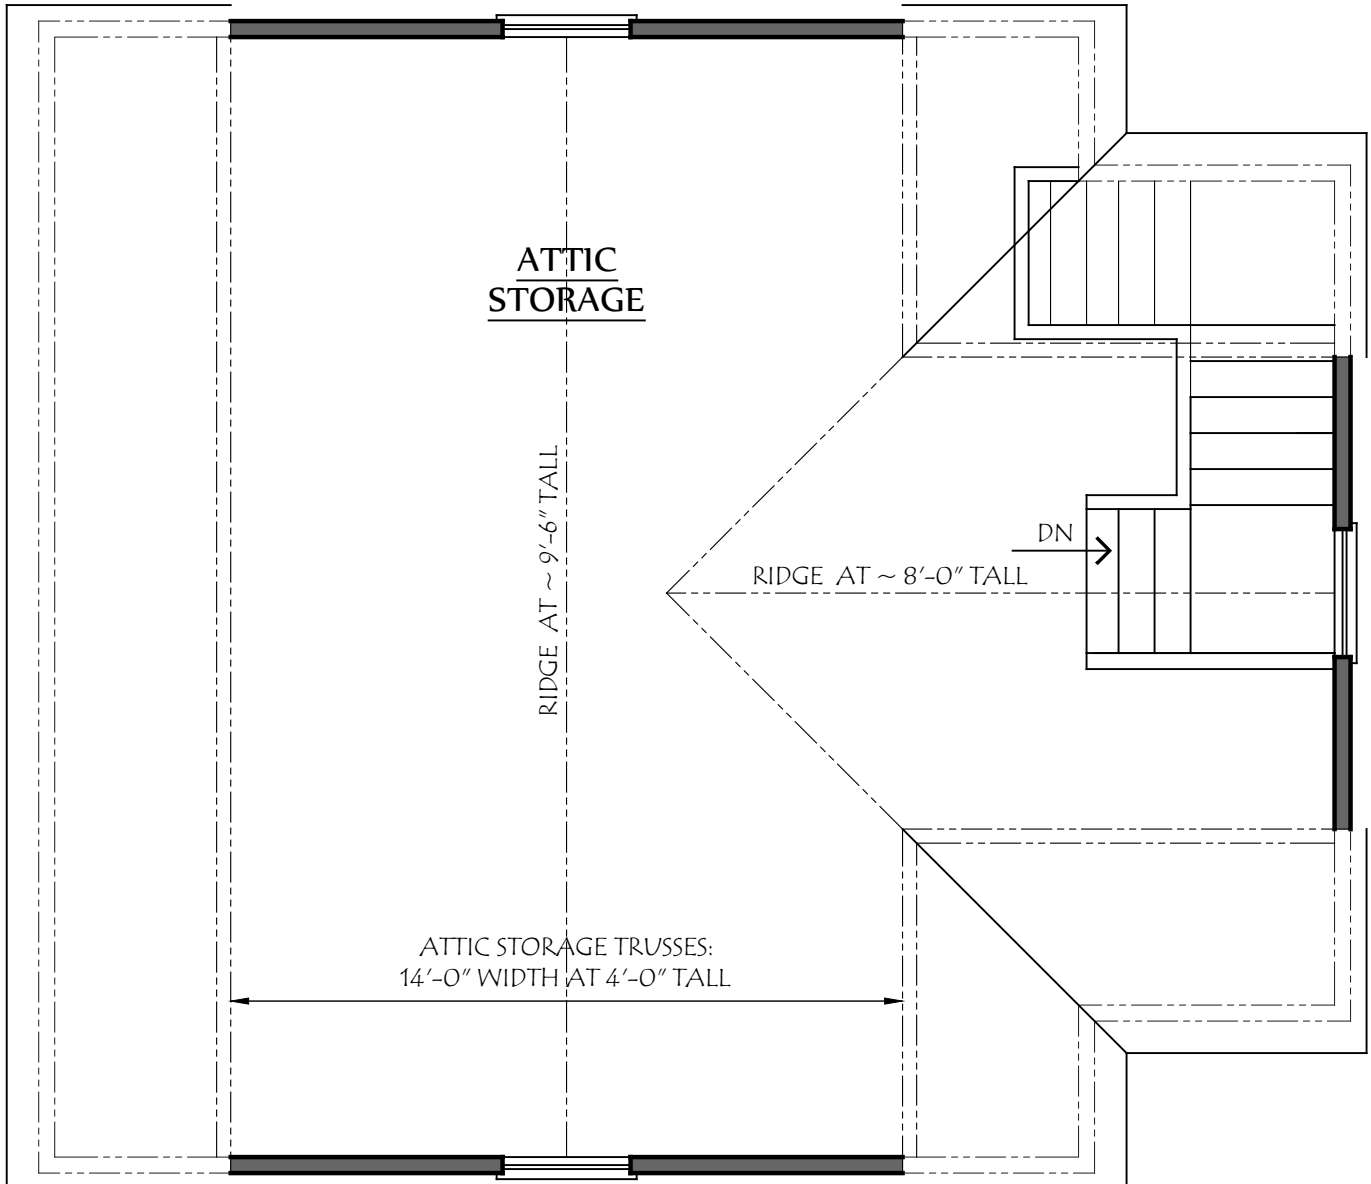 ATTIC
STORAGE
RIDGE AT ~ 9'-6" TALL
DN
RIDGE AT ~ 8'-0" TALL
ATTIC STORAGE TRUSSES:
14'-0" WIDTH AT 4'-0" TALL